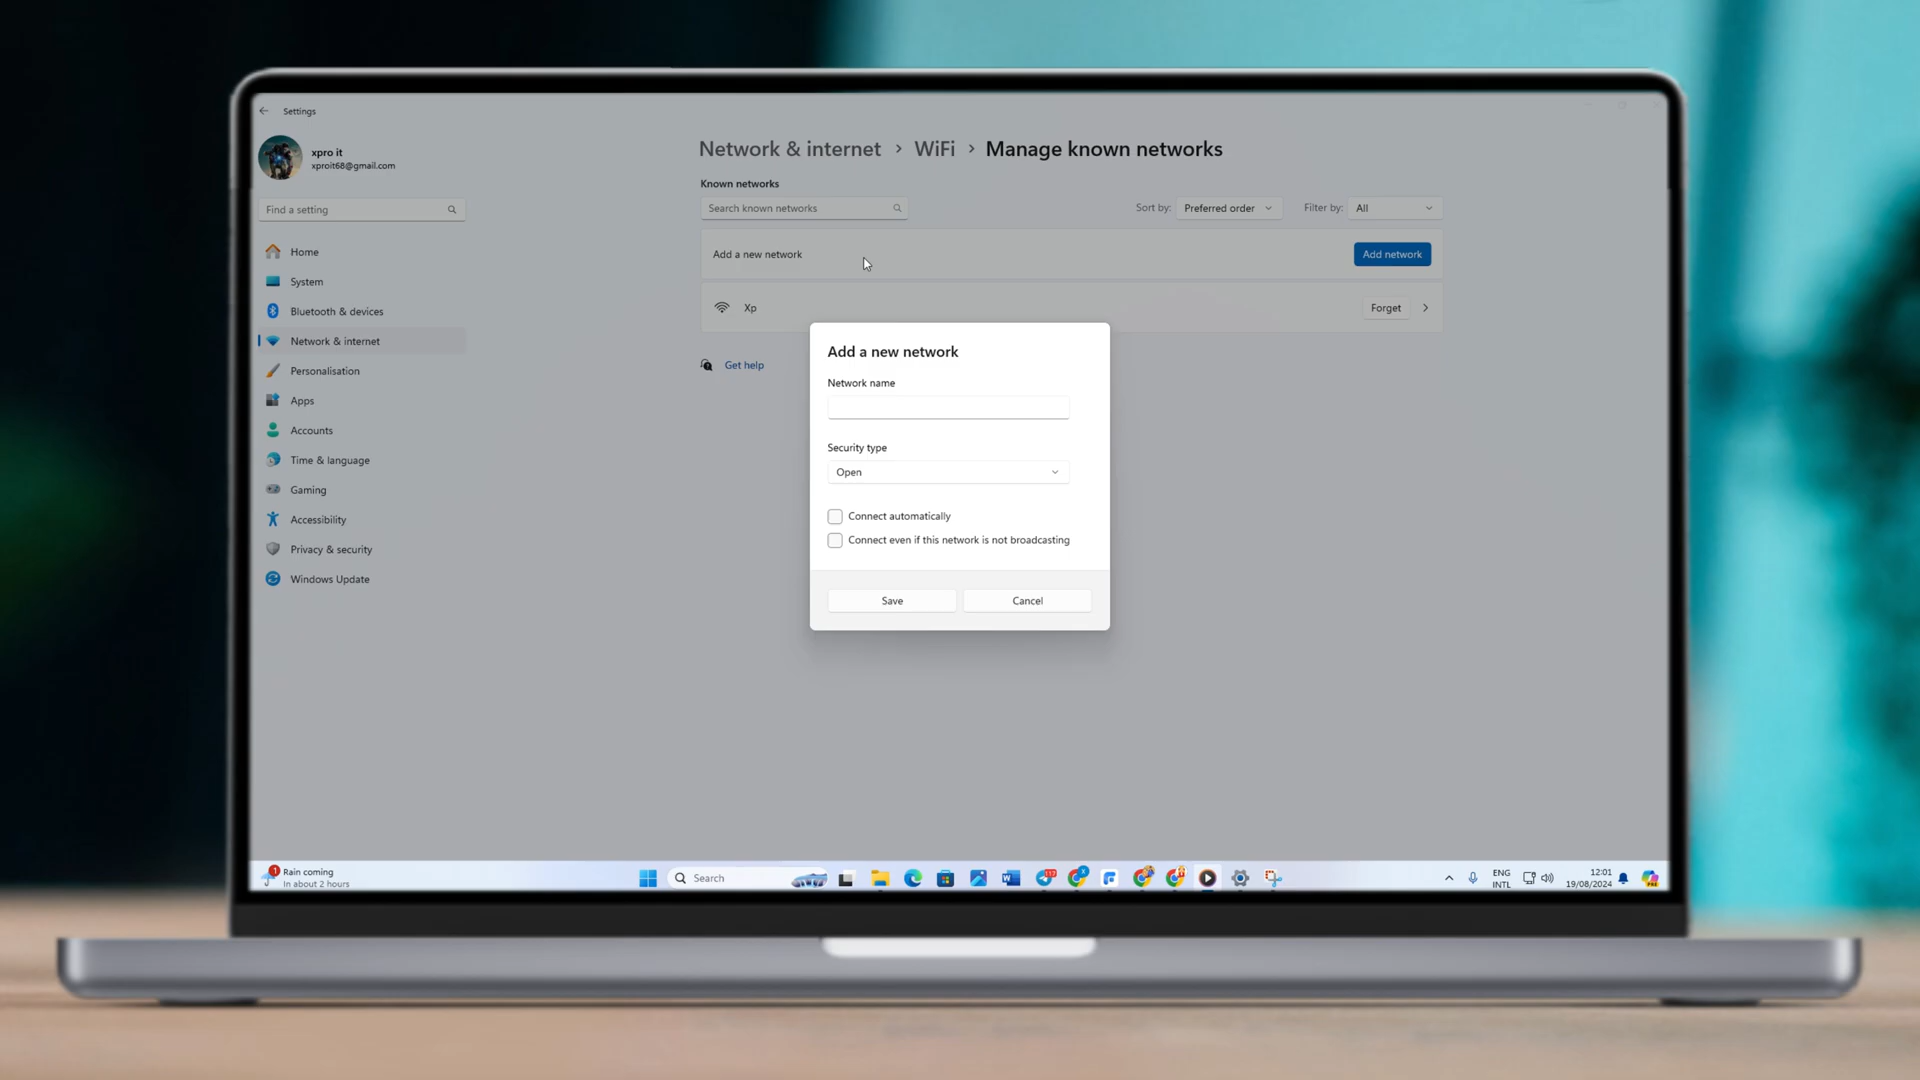 Settings
xpro it
xproit68@gmail.com
Find a setting
Home
System
Bluetooth & devices
Network & internet
Personalisation
Apps
Accounts
Time & language
Gaming
Accessibility
Privacy & security
Windows Update
Network & internet > WiFi > Manage known networks
Known networks
Search known networks
Sort by: Preferred order
Filter by: All
Add a new network
Add network
Xp
Forget
Get help
Add a new network
Network name
Security type
Open
Connect automatically
Connect even if this network is not broadcasting
Save
Cancel
1
Rain coming
In about 2 hours
Search
ENG
INTL
12:01
19/08/2024